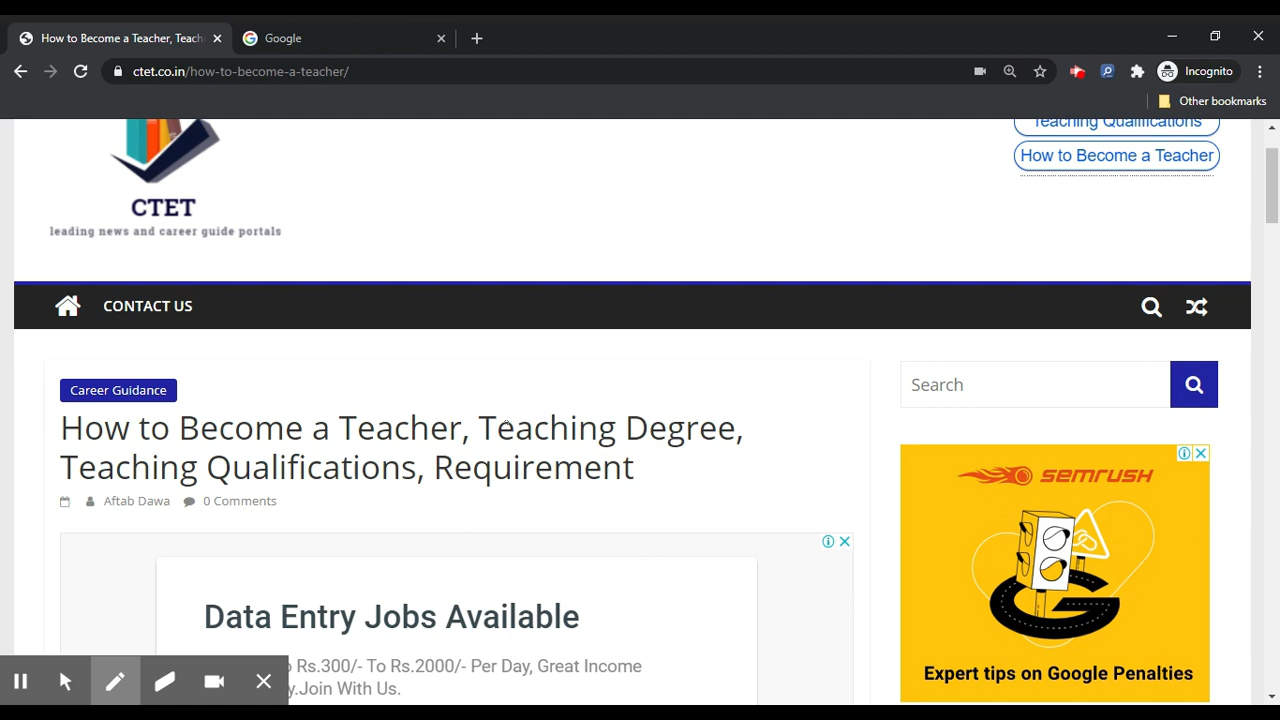 How to Become a Teacher, Teach
Google
ctet.co.in/how-to-become-a-teacher/
Incognito
Other bookmarks
Teaching Qualifications
How to Become a Teacher
CTET
leading news and career guide portals
CONTACT US
Career Guidance
Search
How to Become a Teacher, Teaching Degree,
Teaching Qualifications, Requirement
Aftab Dawa 0 Comments
semrush
Data Entry Jobs Available
Rs.300/- To Rs.2000/- Per Day, Great Income
Join With Us.
Expert tips on Google Penalties